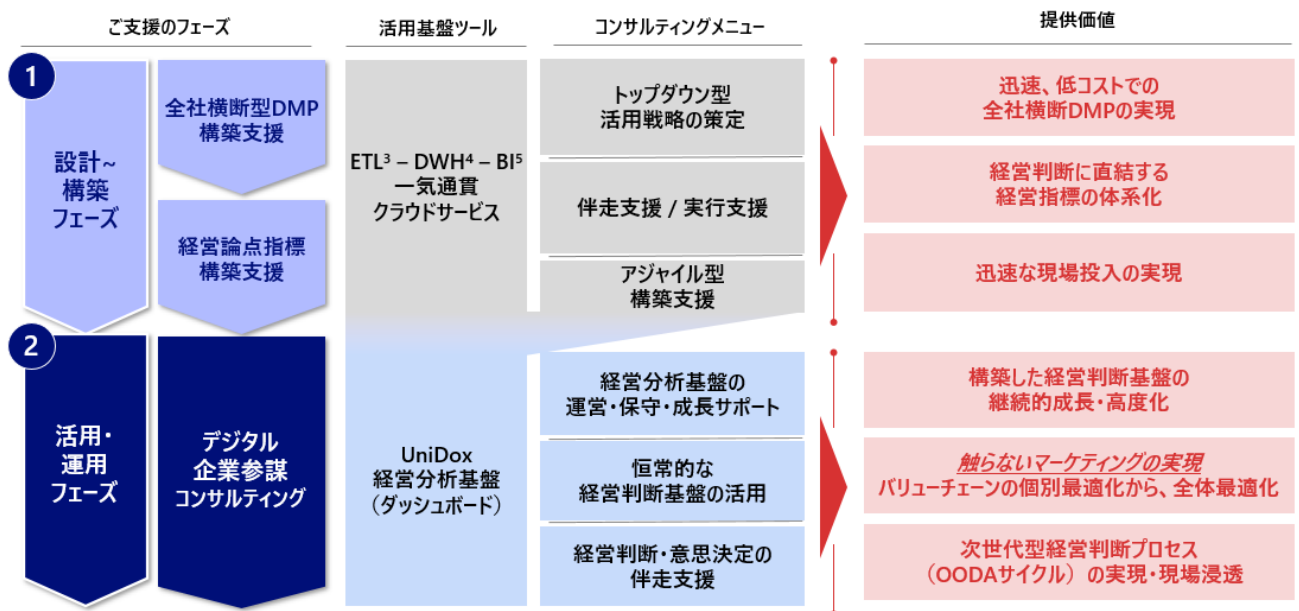 ご支援のフェーズ
活用基盤ツール
コンサルティングメニュー
提供価値
1
設計~
構築
フェーズ
全社横断型DMP
構築支援
経営論点指標
構築支援
ETL³ – DWH⁴ – BI⁵
一気通貫
クラウドサービス
トップダウン型
活用戦略の策定
伴走支援 / 実行支援
アジャイル型
構築支援
迅速、低コストでの
全社横断DMPの実現
経営判断に直結する
経営指標の体系化
迅速な現場投入の実現
2
活用・
運用
フェーズ
デジタル
企業参謀
コンサルティング
UniDox
経営分析基盤
（ダッシュボード）
経営分析基盤の
運営・保守・成長サポート
恒常的な
経営判断基盤の活用
経営判断・意思決定の
伴走支援
構築した経営判断基盤の
継続的成長・高度化
触らないマーケティングの実現
バリューチェーンの個別最適化から、全体最適化
次世代型経営判断プロセス
（OODAサイクル）の実現・現場浸透